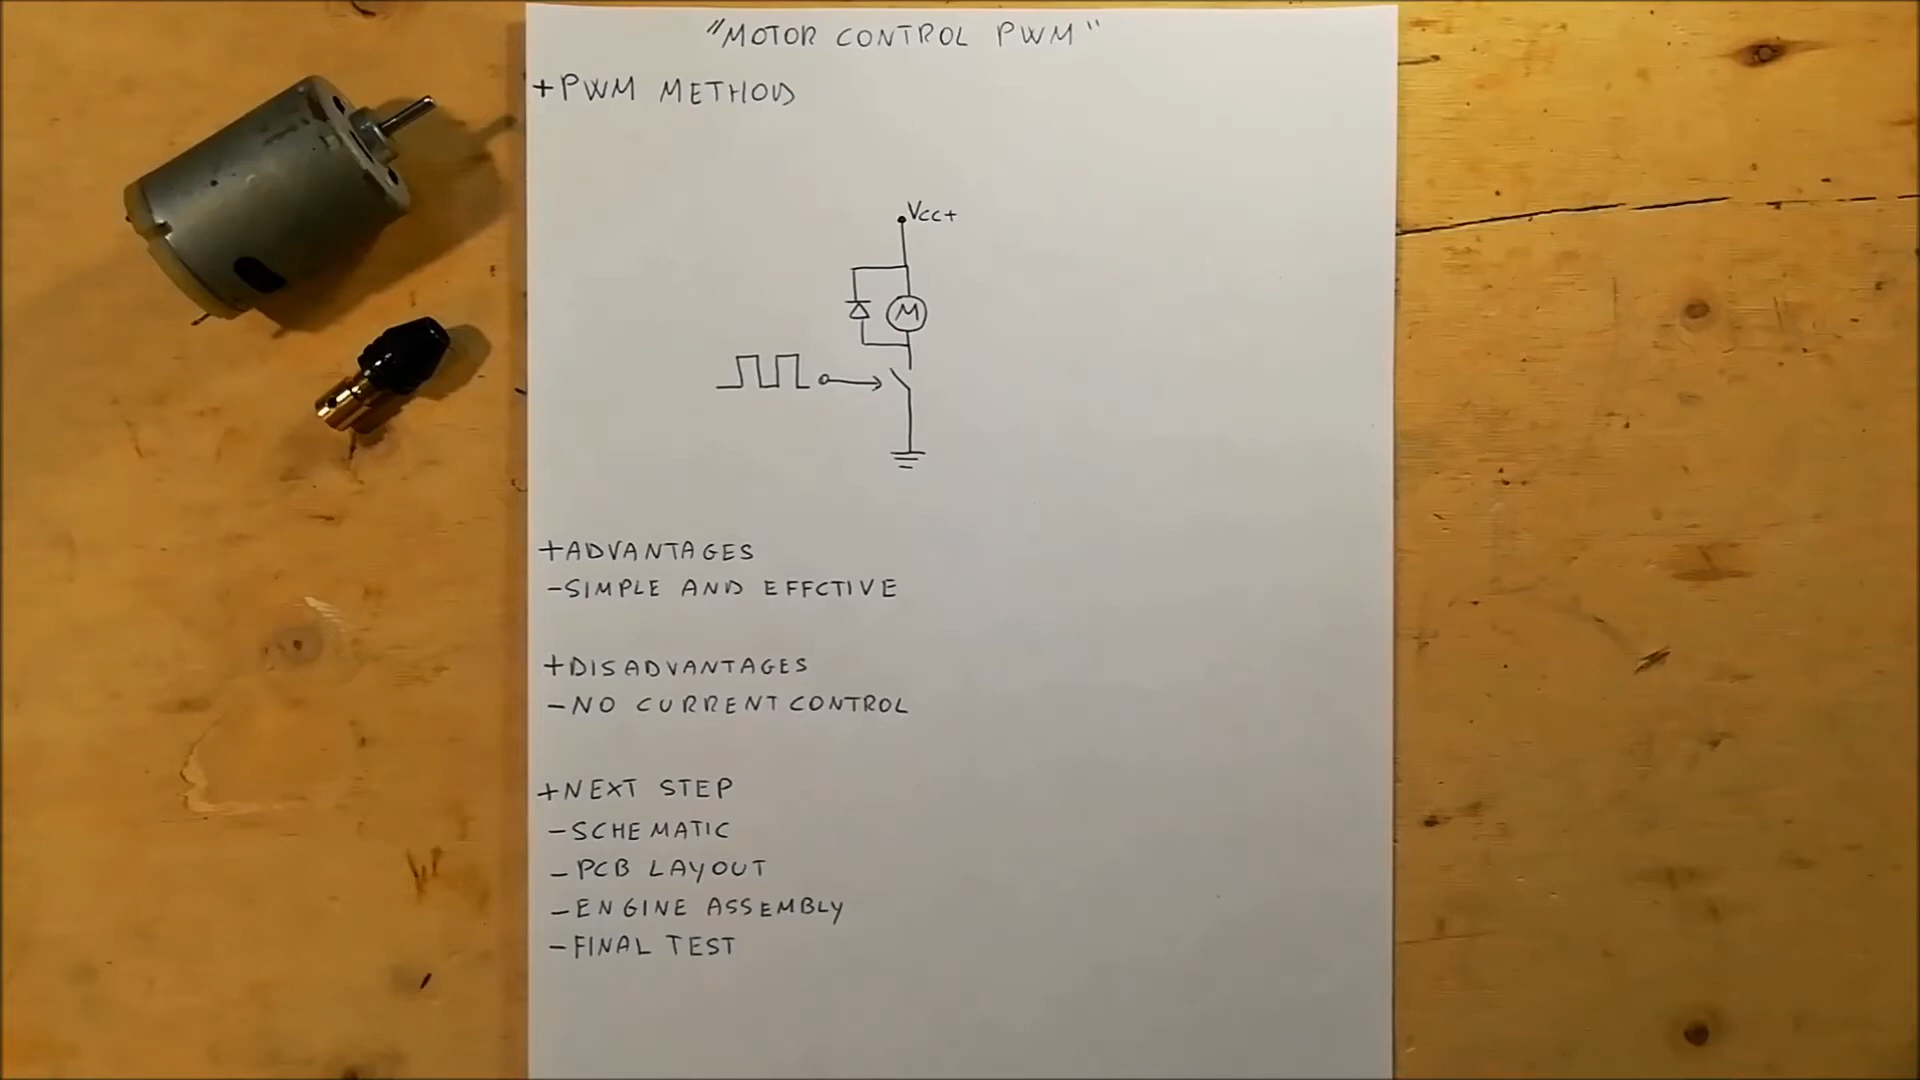 "MOTOR CONTROL PWM"
+PWM METHOD
Vcc+
M
+ADVANTAGES
-SIMPLE AND EFFCTIVE
+DISADVANTAGES
-NO CURRENT CONTROL
+NEXT STEP
-SCHEMATIC
-PCB LAYOUT
-ENGINE ASSEMBLY
-FINAL TEST